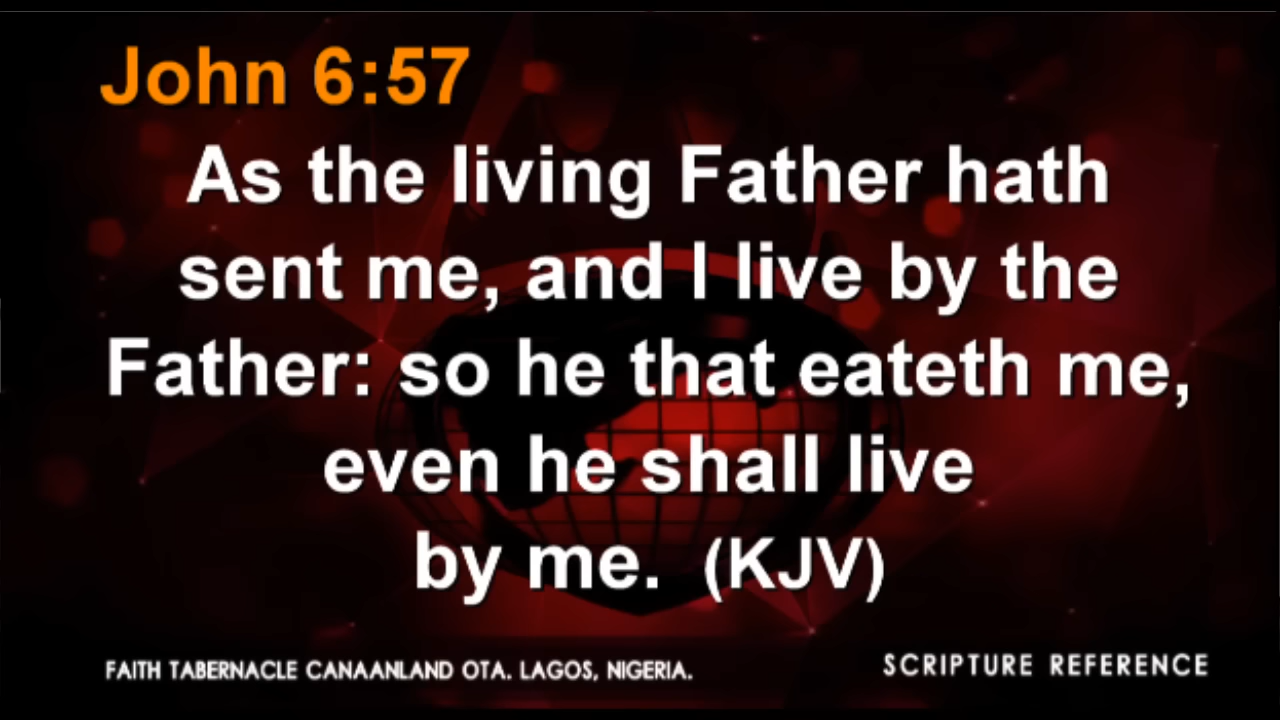 John 6:57
As the living Father hath
sent me, and I live by the
Father: so he that eateth me,
even he shall live
by me. (KJV)
FAITH TABERNACLE CANAANLAND OTA. LAGOS, NIGERIA.
SCRIPTURE REFERENCE